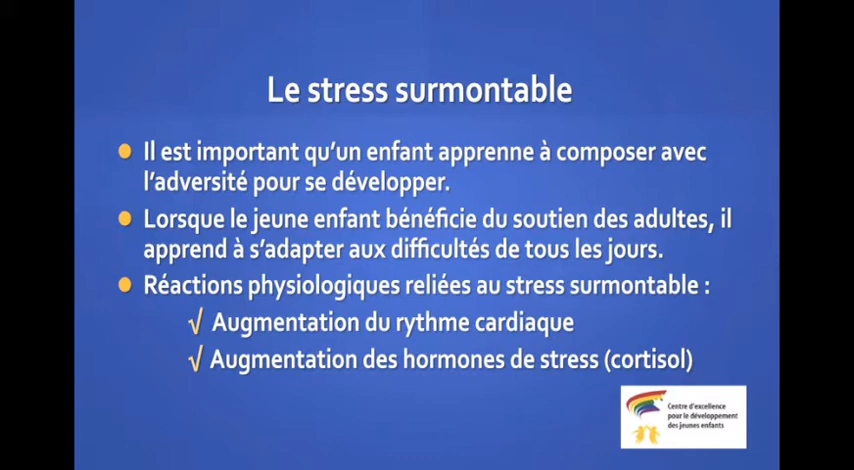 Le stress surmontable
Il est important qu'un enfant apprenne à composer avec
l'adversité pour se développer.
Lorsque le jeune enfant bénéficie du soutien des adultes, il
apprend à s'adapter aux difficultés de tous les jours.
Réactions physiologiques reliées au stress surmontable :
√ Augmentation du rythme cardiaque
√ Augmentation des hormones de stress (cortisol)
Centre d'excellence
pour le développement
des jeunes enfants